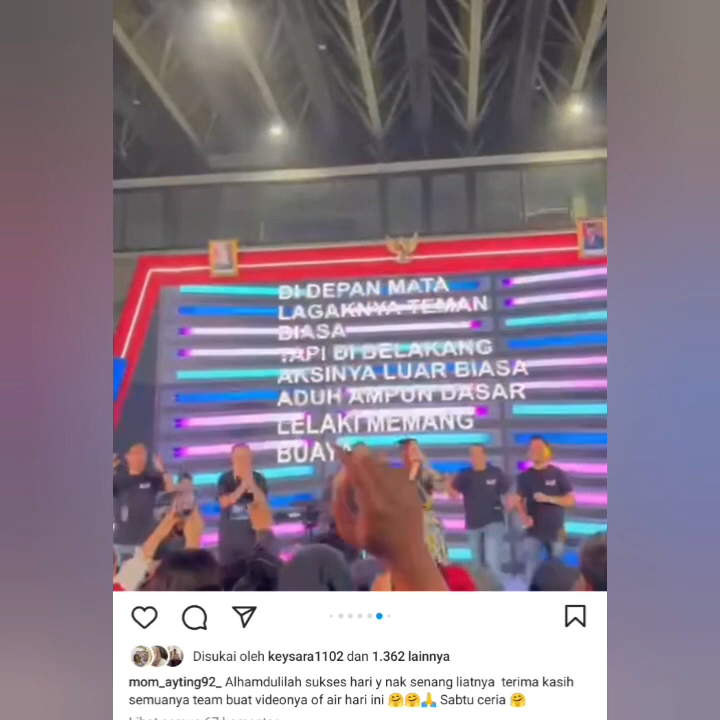 DI DEPAN MATA
LAGAKNYA TEMAN
BIASA
TAPI DI BELAKANG
AKSINYA LUAR BIASA
ADUH AMPUN DASAR
LELAKI MEMANG
BUAYA
Disukai oleh keysara1102 dan 1.362 lainnya
mom_ayting92_ Alhamdulilah sukses hari y nak senang liatnya terima kasih
semuanya team buat videonya of air hari ini 🤗🤗🙏 Sabtu ceria 🤗